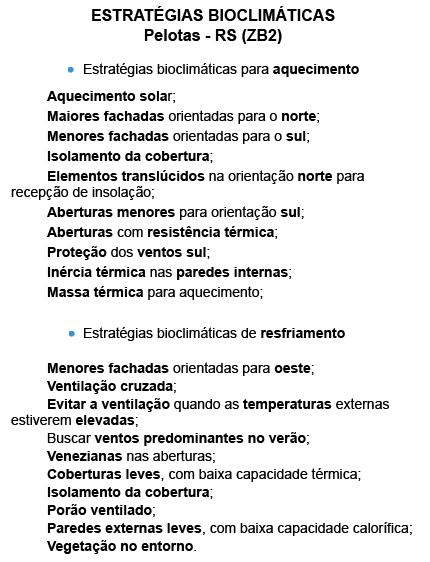 ESTRATÉGIAS BIOCLIMÁTICAS
Pelotas - RS (ZB2)
• Estratégias bioclimáticas para aquecimento
Aquecimento solar;
Maiores fachadas orientadas para o norte;
Menores fachadas orientadas para o sul;
Isolamento da cobertura;
Elementos translúcidos na orientação norte para
recepção de insolação;
Aberturas menores para orientação sul;
Aberturas com resistência térmica;
Proteção dos ventos sul;
Inércia térmica nas paredes internas;
Massa térmica para aquecimento;
• Estratégias bioclimáticas de resfriamento
Menores fachadas orientadas para oeste;
Ventilação cruzada;
Evitar a ventilação quando as temperaturas externas
estiverem elevadas;
Buscar ventos predominantes no verão;
Venezianas nas aberturas;
Coberturas leves, com baixa capacidade térmica;
Isolamento da cobertura;
Porão ventilado;
Paredes externas leves, com baixa capacidade calorífica;
Vegetação no entorno.